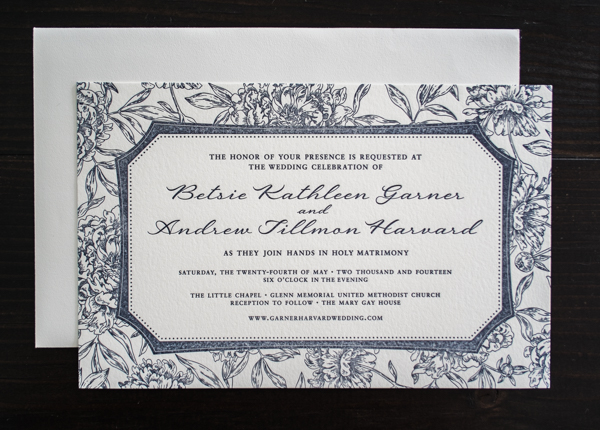 THE HONOR OF YOUR PRESENCE IS REQUESTED AT
THE WEDDING CELEBRATION OF
Betsie Kathleen Garner
and
Andrew Tillmon Harvard
AS THEY JOIN HANDS IN HOLY MATRIMONY
SATURDAY, THE TWENTY-FOURTH OF MAY • TWO THOUSAND AND FOURTEEN
SIX O'CLOCK IN THE EVENING
THE LITTLE CHAPEL • GLENN MEMORIAL UNITED METHODIST CHURCH
RECEPTION TO FOLLOW • THE MARY GAY HOUSE
WWW.GARNERHARVARDWEDDING.COM